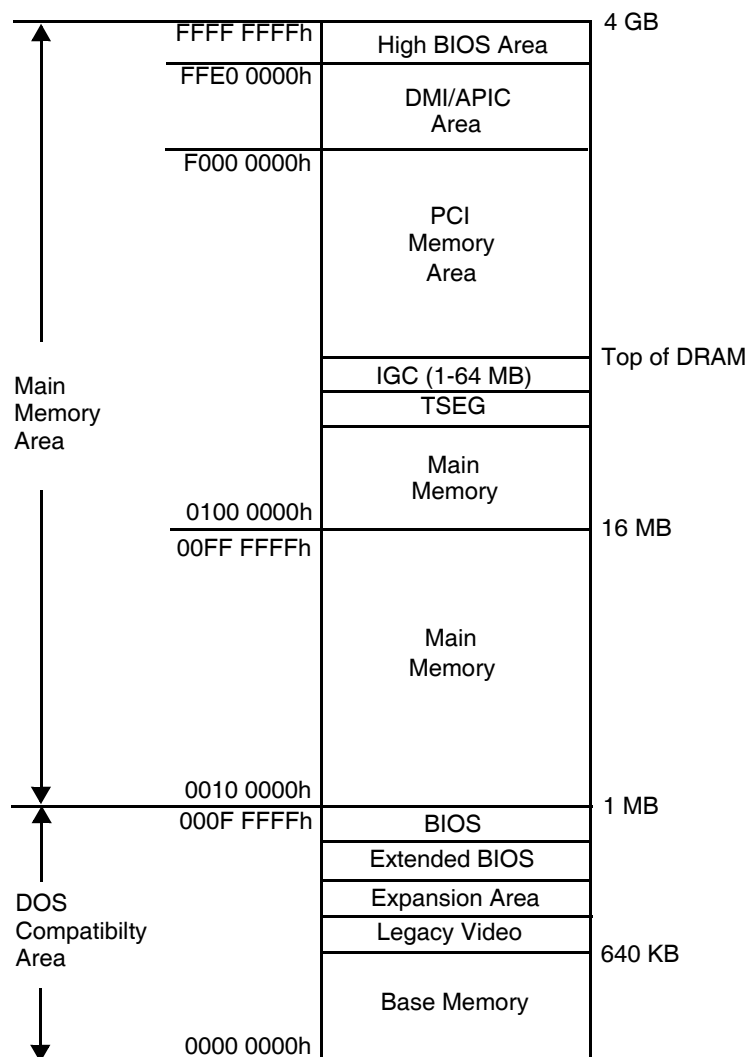 FFFF FFFFh
4 GB
High BIOS Area
FFE0 0000h
DMI/APIC
Area
F000 0000h
PCI
Memory
Area
Top of DRAM
IGC (1-64 MB)
TSEG
Main
Memory
Area
Main
Memory
0100 0000h
16 MB
00FF FFFFh
Main
Memory
0010 0000h
1 MB
000F FFFFh
BIOS
Extended BIOS
Expansion Area
DOS
Compatibilty
Area
Legacy Video
640 KB
Base Memory
0000 0000h